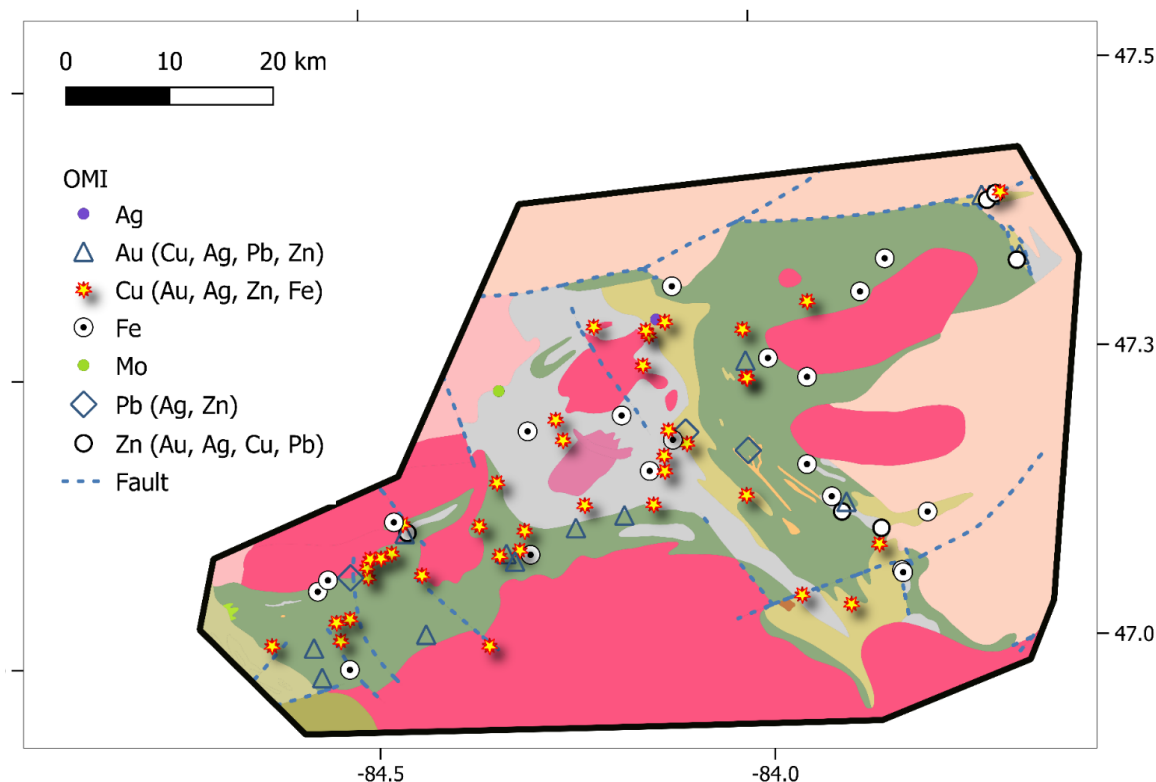 0 10 20 km
OMI
Ag
Au (Cu, Ag, Pb, Zn)
Cu (Au, Ag, Zn, Fe)
Fe
Mo
Pb (Ag, Zn)
Zn (Au, Ag, Cu, Pb)
Fault
47.5
47.3
47.0
-84.5 -84.0